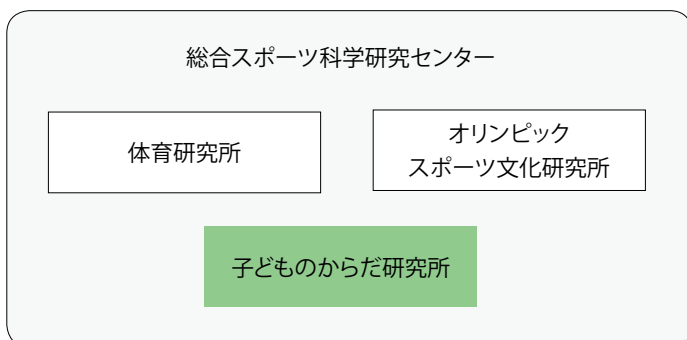 総合スポーツ科学研究センター
体育研究所
オリンピック
スポーツ文化研究所
子どものからだ研究所